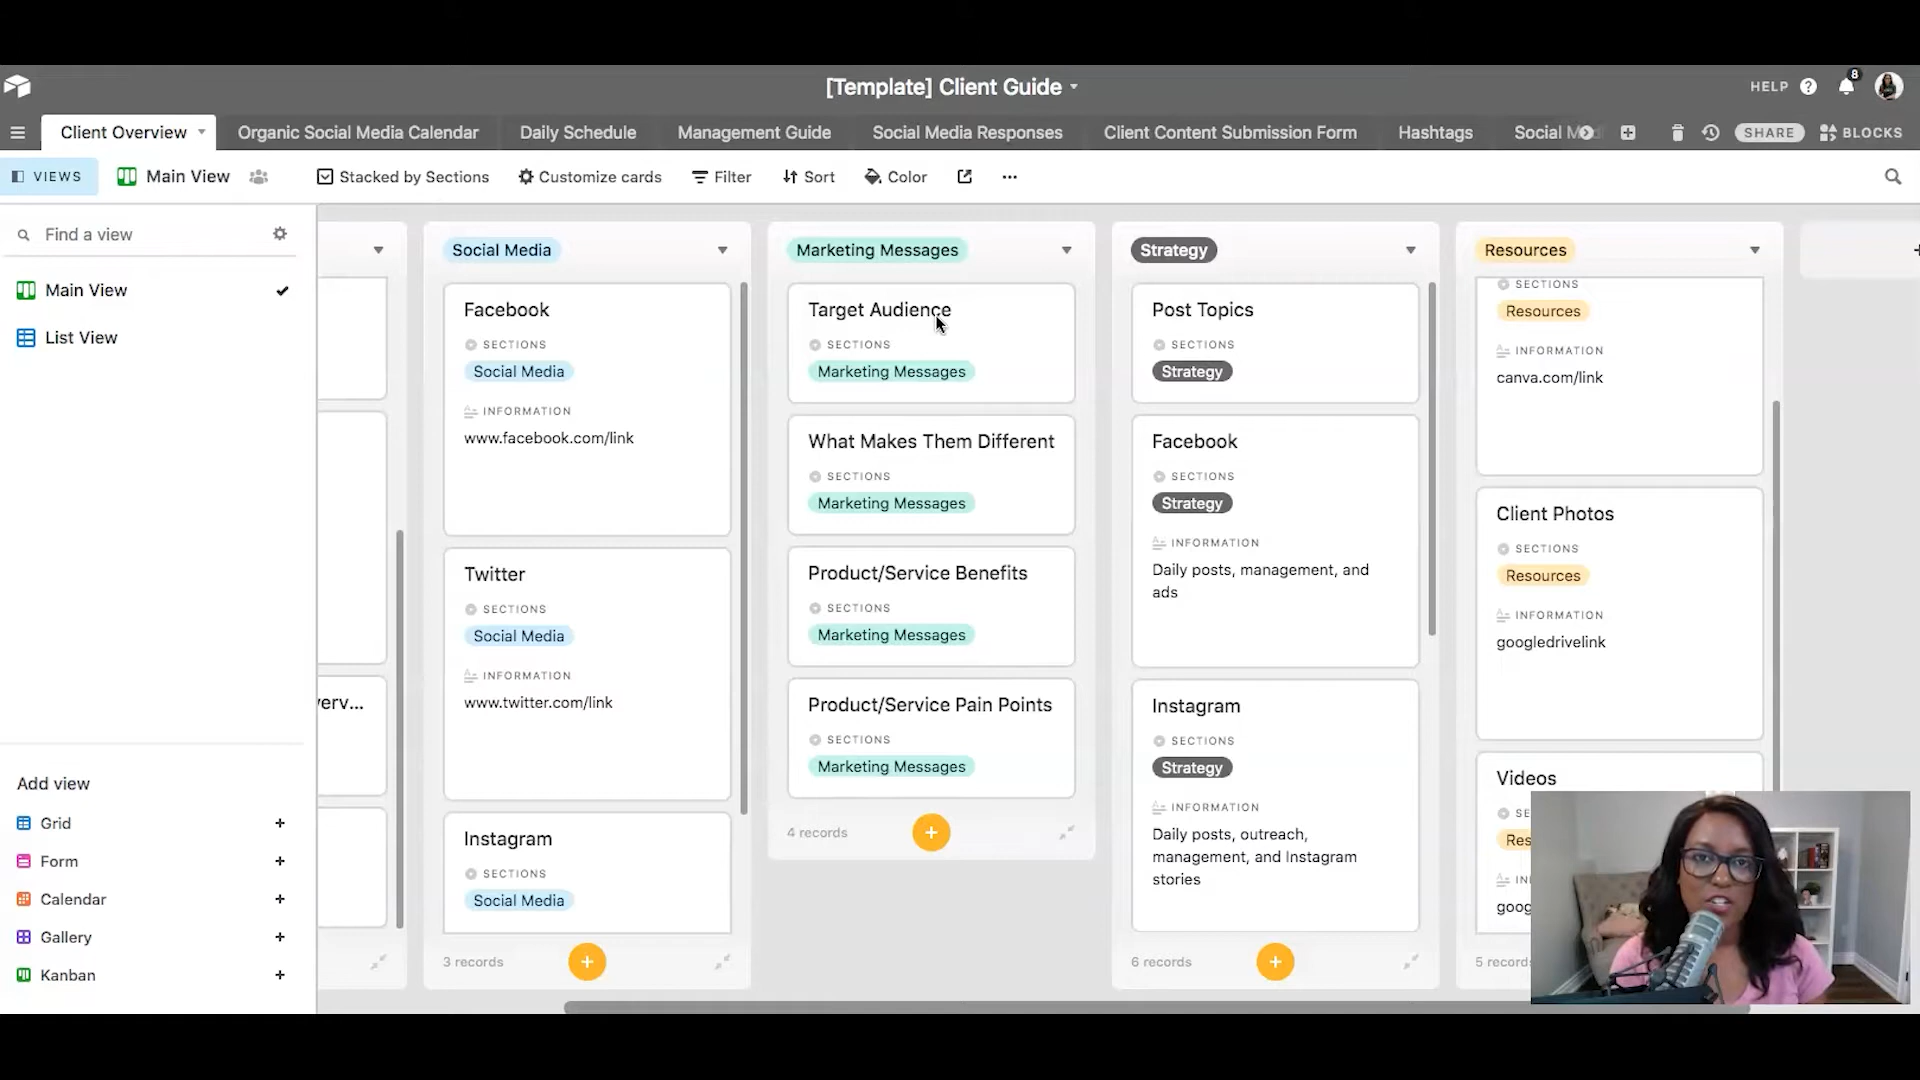 [Template] Client Guide
HELP
8
Client Overview
Organic Social Media Calendar
Daily Schedule
Management Guide
Social Media Responses
Client Content Submission Form
Hashtags
Social
SHARE
BLOCKS
VIEWS
Main View
Stacked by Sections
Customize cards
Filter
Sort
Color
Find a view
Main View
List View
Add view
Grid
Form
Calendar
Gallery
Kanban
Social Media
Facebook
SECTIONS
Social Media
INFORMATION
www.facebook.com/link
Twitter
SECTIONS
Social Media
INFORMATION
www.twitter.com/link
Instagram
SECTIONS
Social Media
3 records
Marketing Messages
Target Audience
SECTIONS
Marketing Messages
What Makes Them Different
SECTIONS
Marketing Messages
Product/Service Benefits
SECTIONS
Marketing Messages
Product/Service Pain Points
SECTIONS
Marketing Messages
4 records
Strategy
Post Topics
SECTIONS
Strategy
Facebook
SECTIONS
Strategy
INFORMATION
Daily posts, management, and
ads
Instagram
SECTIONS
Strategy
INFORMATION
Daily posts, outreach,
management, and Instagram
stories
6 records
Resources
SECTIONS
Resources
INFORMATION
canva.com/link
Client Photos
SECTIONS
Resources
INFORMATION
googledrivelink
Videos
5 records